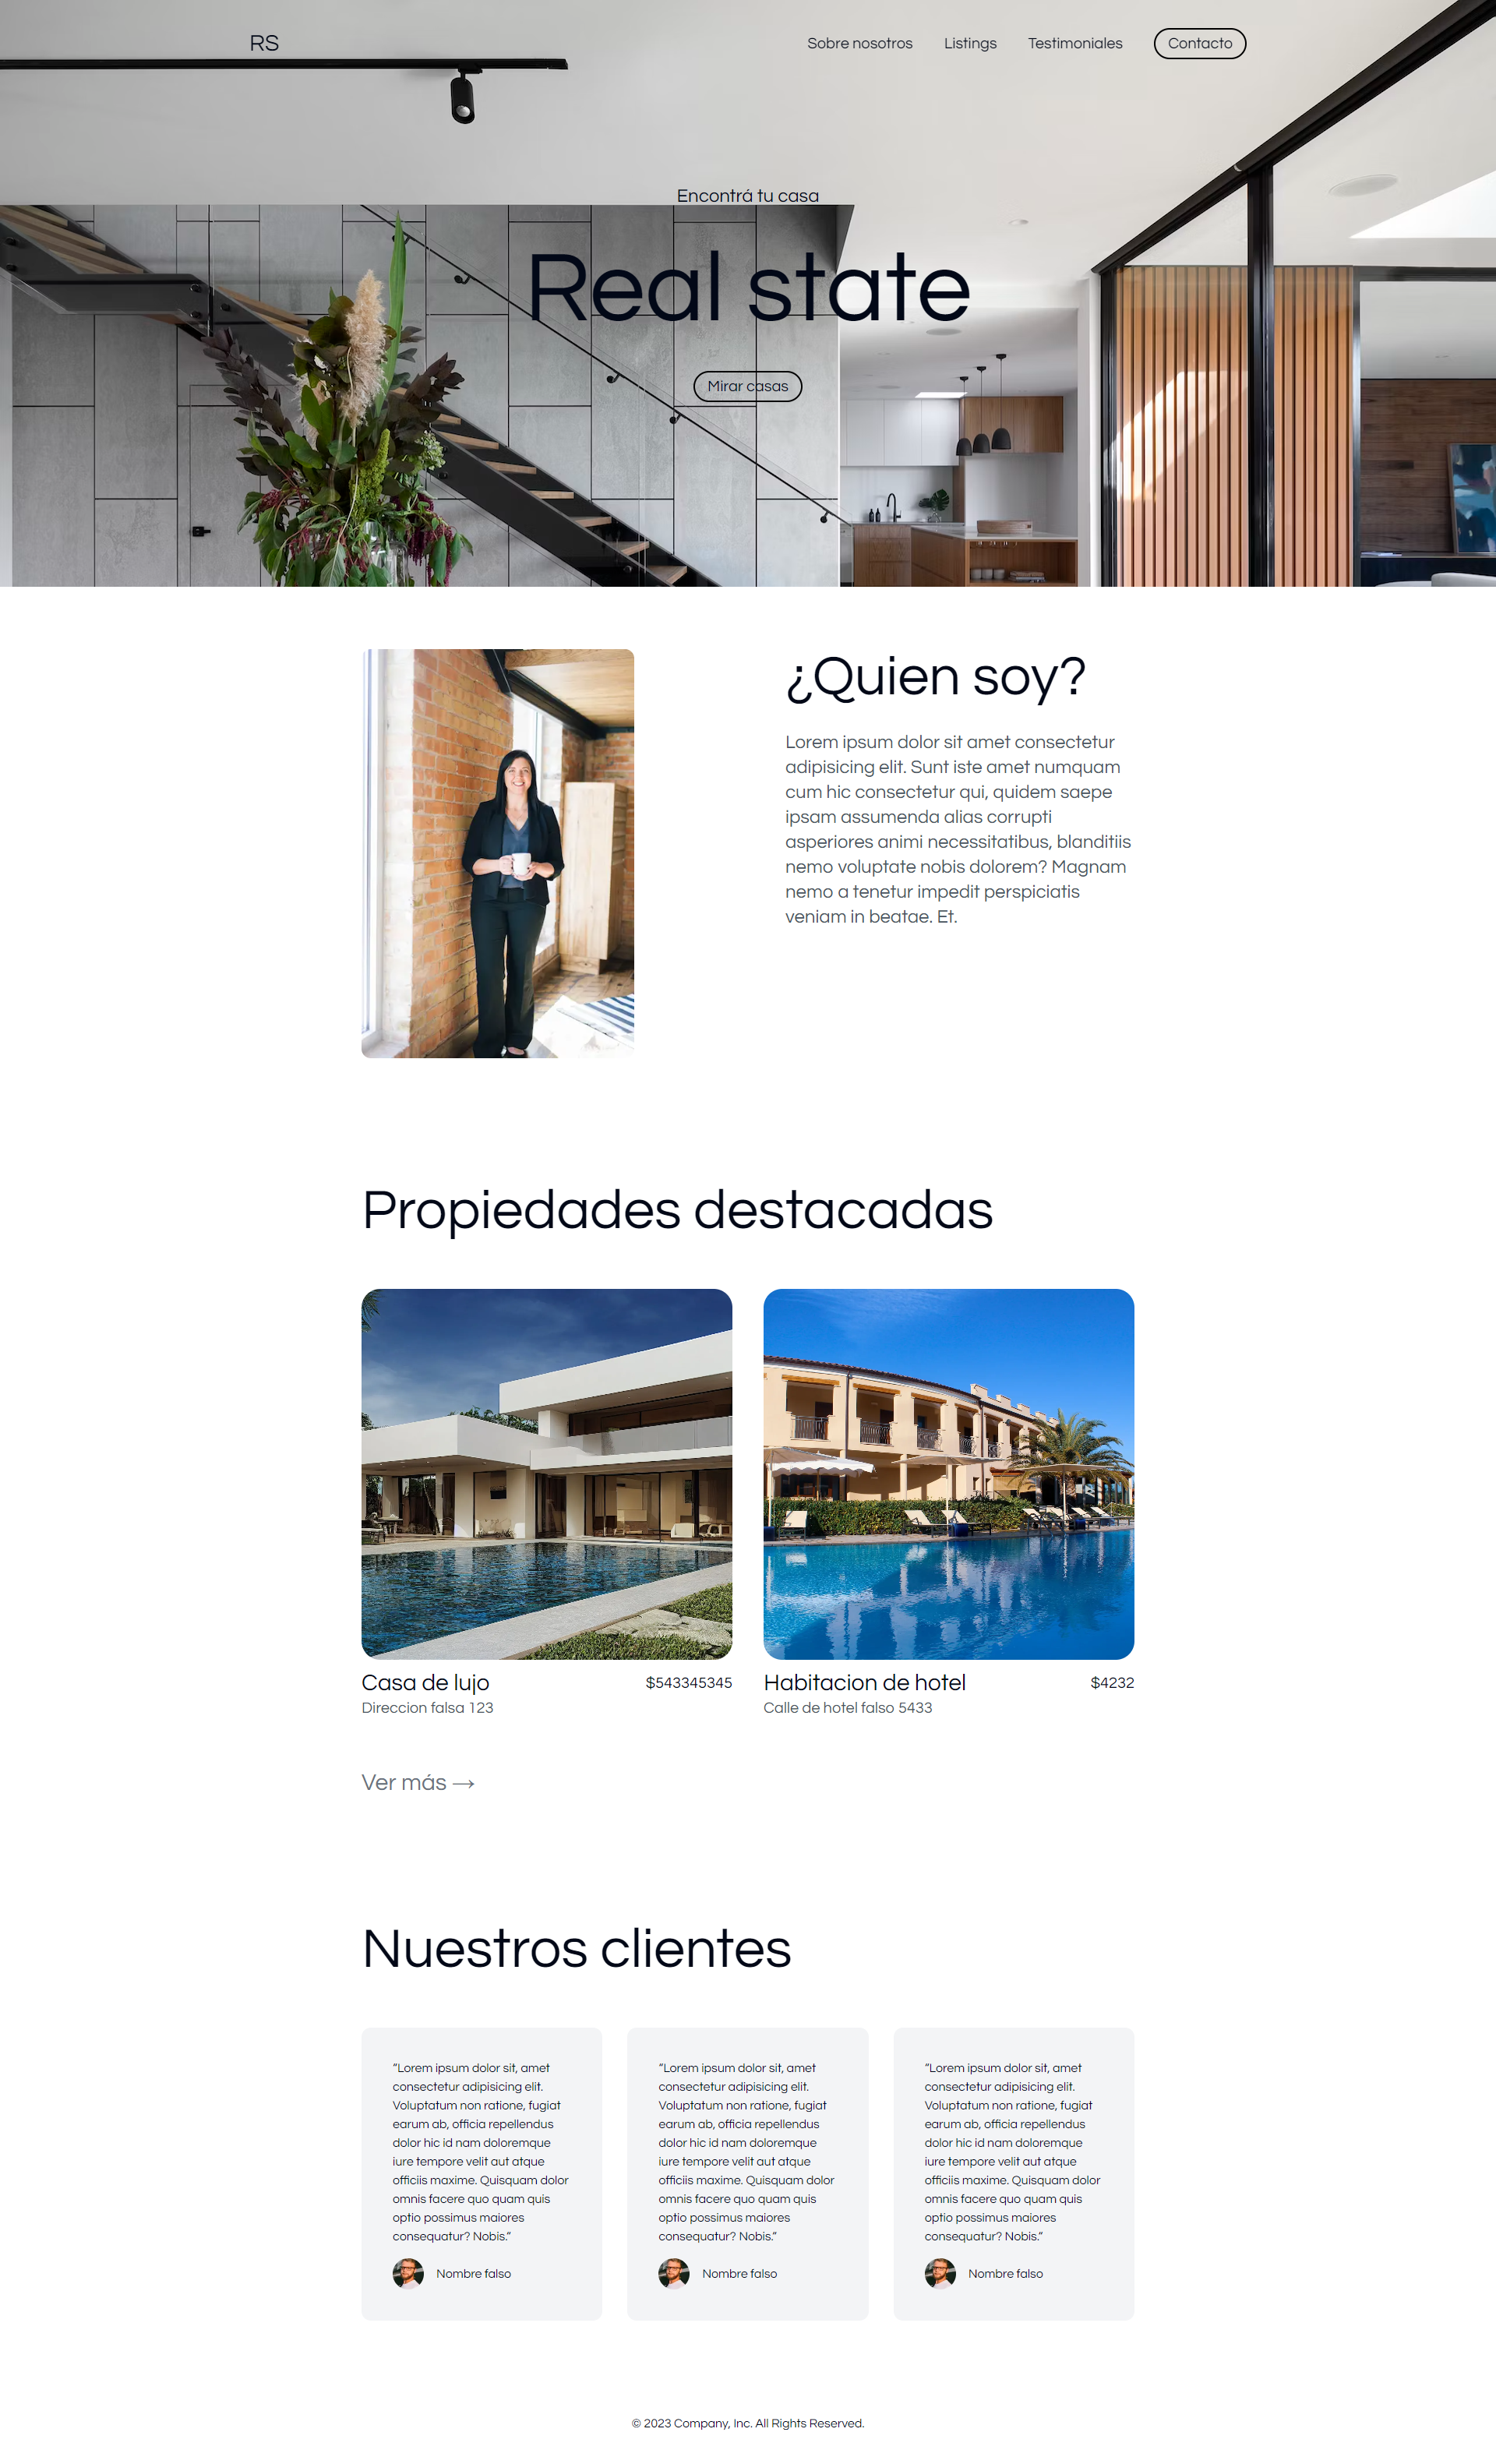 RS
Sobre nosotros
Listings
Testimoniales
Contacto
Encontrá tu casa
Real state
Mirar casas
¿Quien soy?
Lorem ipsum dolor sit amet consectetur
adipisicing elit. Sunt iste amet numquam
cum hic consectetur qui, quidem saepe
ipsam assumenda alias corrupti
asperiores animi necessitatibus, blanditiis
nemo voluptate nobis dolorem? Magnam
nemo a tenetur impedit perspiciatis
veniam in beatae. Et.
Propiedades destacadas
Casa de lujo
$543345345
Direccion falsa 123
Habitacion de hotel
$4232
Calle de hotel falso 5433
Ver más →
Nuestros clientes
“Lorem ipsum dolor sit, amet
consectetur adipisicing elit.
Voluptatum non ratione, fugiat
earum ab, officia repellendus
dolor hic id nam doloremque
iure tempore velit aut atque
officiis maxime. Quisquam dolor
omnis facere quo quam quis
optio possimus maiores
consequatur? Nobis.”
Nombre falso
“Lorem ipsum dolor sit, amet
consectetur adipisicing elit.
Voluptatum non ratione, fugiat
earum ab, officia repellendus
dolor hic id nam doloremque
iure tempore velit aut atque
officiis maxime. Quisquam dolor
omnis facere quo quam quis
optio possimus maiores
consequatur? Nobis.”
Nombre falso
“Lorem ipsum dolor sit, amet
consectetur adipisicing elit.
Voluptatum non ratione, fugiat
earum ab, officia repellendus
dolor hic id nam doloremque
iure tempore velit aut atque
officiis maxime. Quisquam dolor
omnis facere quo quam quis
optio possimus maiores
consequatur? Nobis.”
Nombre falso
© 2023 Company, Inc. All Rights Reserved.